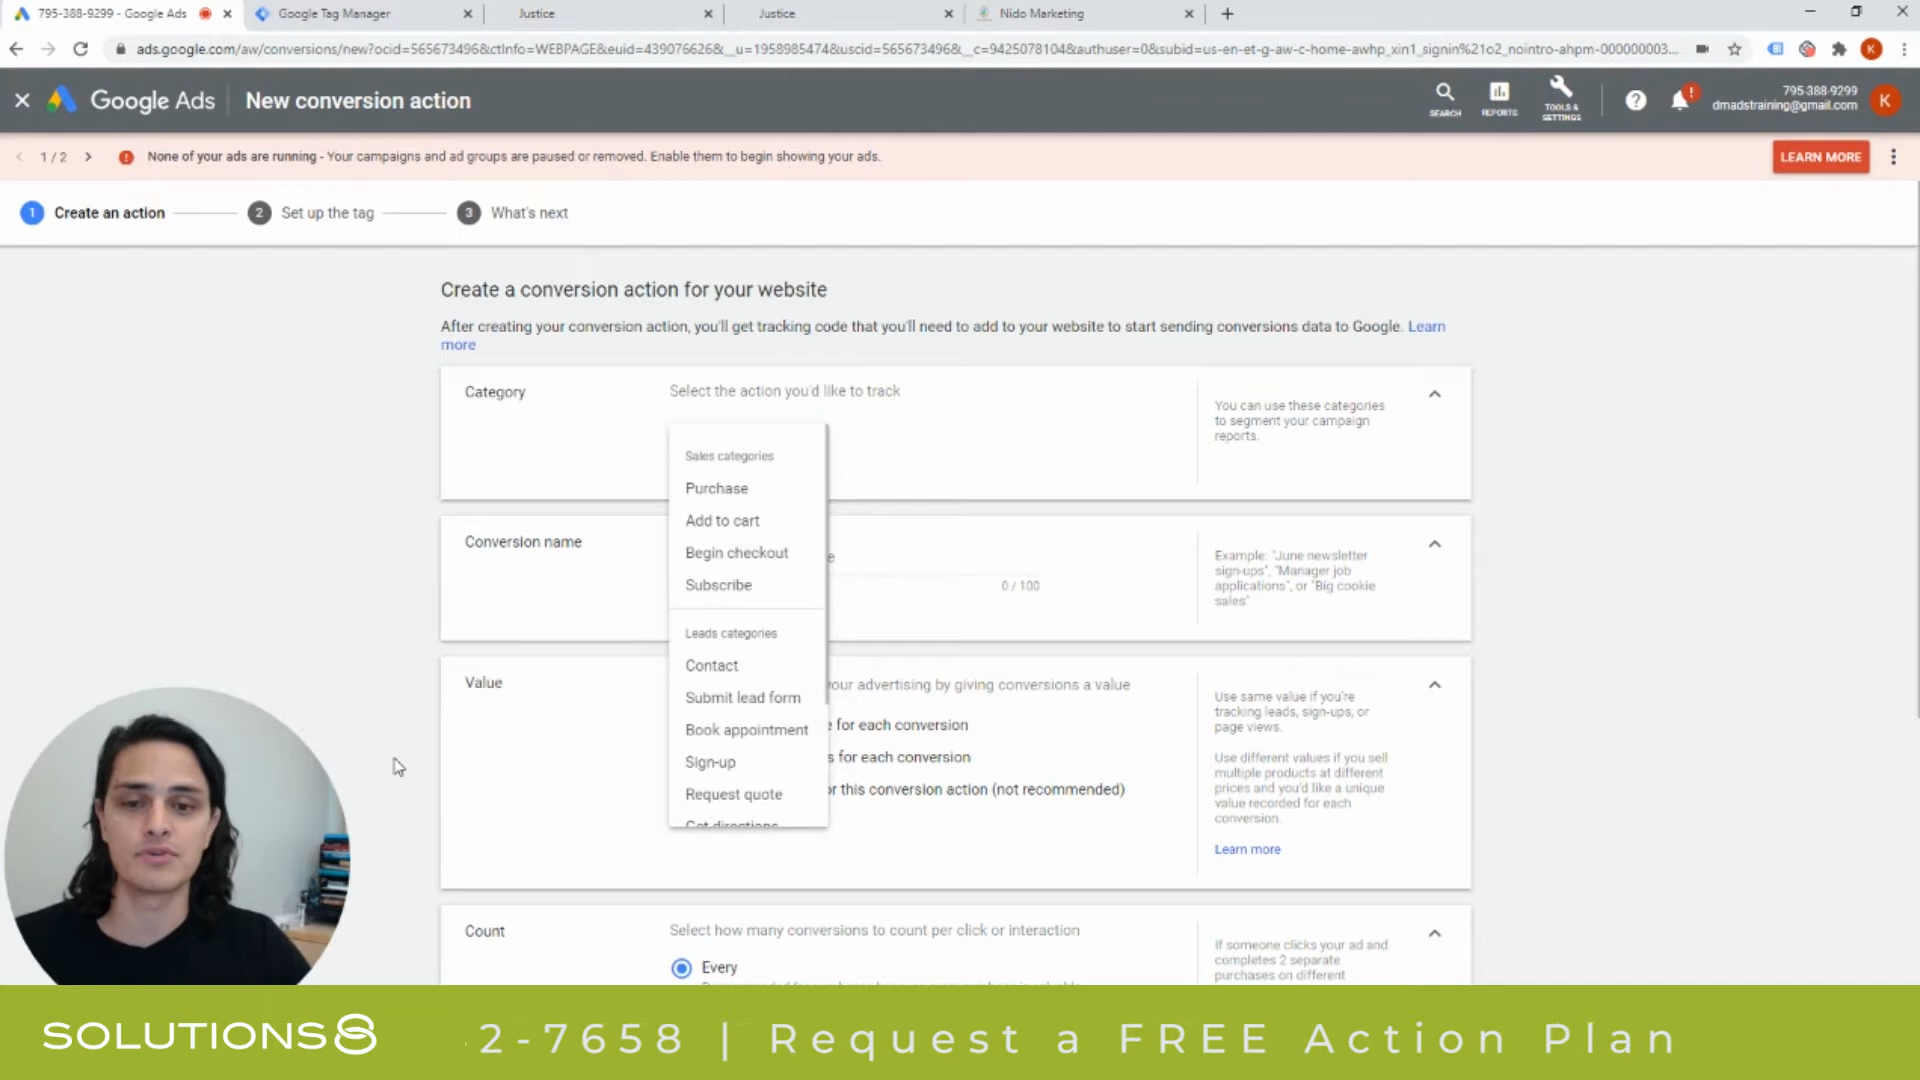 795-388-9299 - Google Ads
Google Tag Manager
Justice
Justice
Nido Marketing
ads.google.com/aw/conversions/new?ocid=565673496&ctInfo=WEBPAGE&euid=439076626&__u=1958985474&uscid=565673496&__c=9425078104&authuser=0&subid=us-en-et-g-aw-c-home-awhp_xin1_signin%21o2_nointro-ahpm-000000003...
K
Google Ads
New conversion action
SEARCH
REPORTS
TOOLS &
SETTINGS
795-388-9299
dmadstraining@gmail.com
K
1 / 2
None of your ads are running - Your campaigns and ad groups are paused or removed. Enable them to begin showing your ads.
LEARN MORE
1 Create an action
2 Set up the tag
3 What's next
Create a conversion action for your website
After creating your conversion action, you'll get tracking code that you'll need to add to your website to start sending conversions data to Google. Learn
more
Category
Select the action you'd like to track
You can use these categories
to segment your campaign
reports.
Sales categories
Purchase
Add to cart
Begin checkout
Subscribe
Leads categories
Contact
Submit lead form
Book appointment
Sign-up
Request quote
Get directions
Conversion name
e
0 / 100
Example: "June newsletter
sign-ups", "Manager job
applications", or "Big cookie
sales"
Value
your advertising by giving conversions a value
e for each conversion
s for each conversion
or this conversion action (not recommended)
Use same value if you're
tracking leads, sign-ups, or
page views.
Use different values if you sell
multiple products at different
prices and you'd like a unique
value recorded for each
conversion.
Learn more
Count
Select how many conversions to count per click or interaction
Every
If someone clicks your ad and
completes 2 separate
purchases on different
SOLUTIONS8
2-7658 | Request a FREE Action Plan